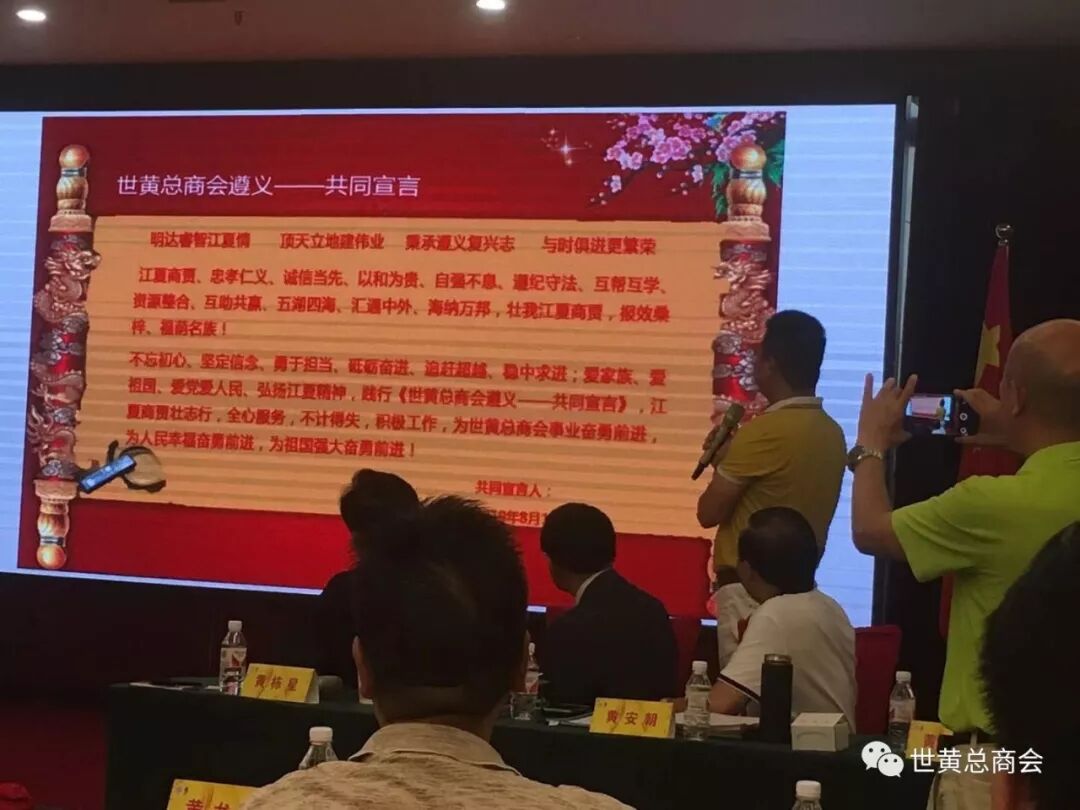 世黄总商会遵义——共同宣言
明达睿智江夏情 顶天立地建伟业 秉承遵义复兴志 与时俱进更繁荣
江夏商贾、忠孝仁义、诚信当先、以和为贵、自强不息、遵纪守法、互帮互学、
资源整合、互助共赢、五湖四海、汇通中外、海纳万邦，壮我江夏商贾，报效桑
梓、福荫名族！
不忘初心、坚定信念、勇于担当、砥砺奋进、追赶超越、稳中求进；爱家族、爱
祖国、爱党爱人民、弘扬江夏精神，践行《世黄总商会遵义——共同宣言》，江
夏商贾壮志行，全心服务，不计得失，积极工作，为世黄总商会事业奋勇前进，
为人民幸福奋勇前进，为祖国强大奋勇前进！
共同宣言人：
年8月
黄栋星
黄安朝
世黄总商会